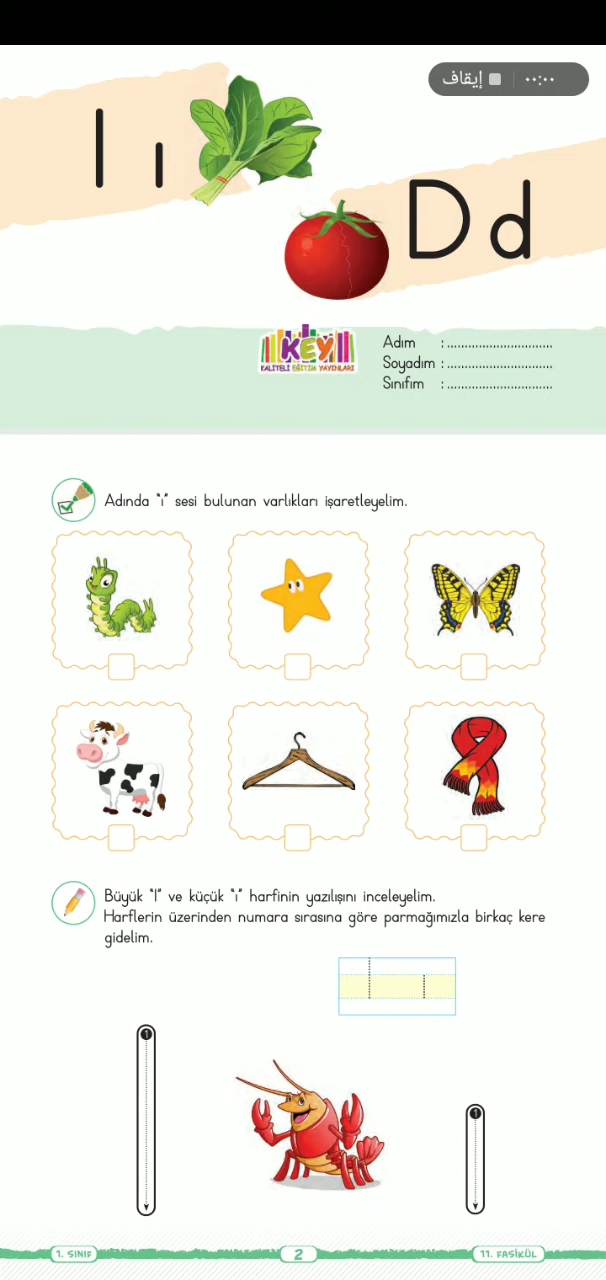 إيقاف ٠٠:٠٠
I ı
D d
KEY
KALİTELİ EĞİTİM YAYINLARI
Adım : ..............................
Soyadım : ..............................
Sınıfım : ..............................
Adında "ı" sesi bulunan varlıkları işaretleyelim.
Büyük "I" ve küçük "ı" harfinin yazılışını inceleyelim.
Harflerin üzerinden numara sırasına göre parmağımızla birkaç kere
gidelim.
I ı
1
1
1. SINIF
2
11. FASİKÜL